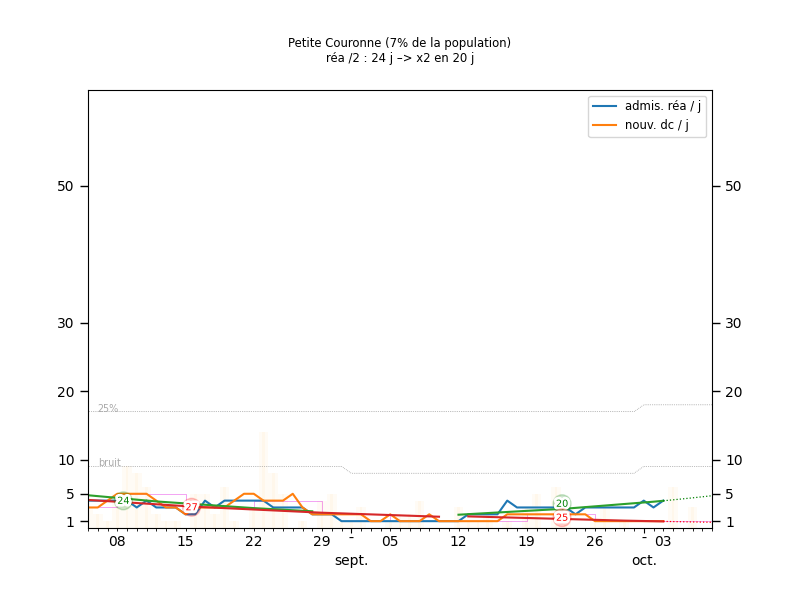 Petite Couronne (7% de la population)
réa /2 : 24 j –> x2 en 20 j
admis. réa / j
nouv. dc / j
50 50
30 30
20 20
25%
10 10
bruit
5 5
24 27 20 25
1 1
08 15 22 29 - 05 12 19 26 - 03
sept. oct.